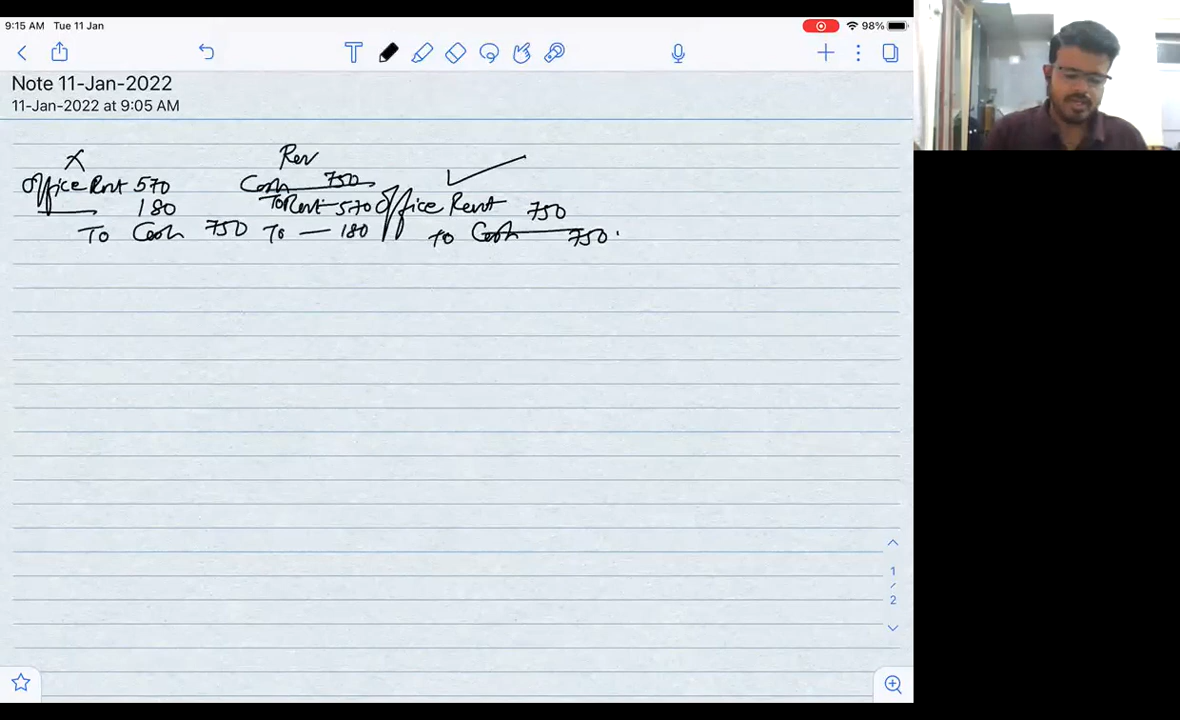 9:15 AM Tue 11 Jan
98%
T
Note 11-Jan-2022
11-Jan-2022 at 9:05 AM
X
Office Rent 570
180
To Cash 750
Rev
Cash 750
To Rent 570
To — 180
Office Rent 750
To Cash 750
1
/
2